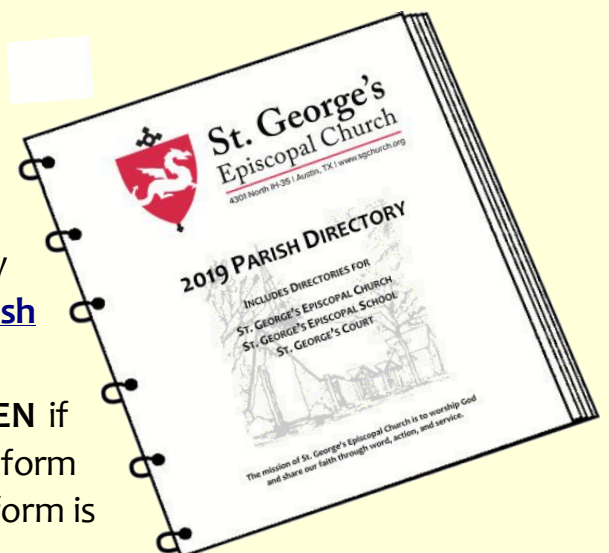 St. George's
Episcopal Church
4301 North IH-35 | Austin, TX | www.sgchurch.org
2019 PARISH DIRECTORY
INCLUDES DIRECTORIES FOR
ST. GEORGE'S EPISCOPAL CHURCH
ST. GEORGE'S EPISCOPAL SCHOOL
ST. GEORGE'S COURT
The mission of St. George's Episcopal Church is to worship God
and share our faith through word, action, and service.
y
sh
EN if
form
form is